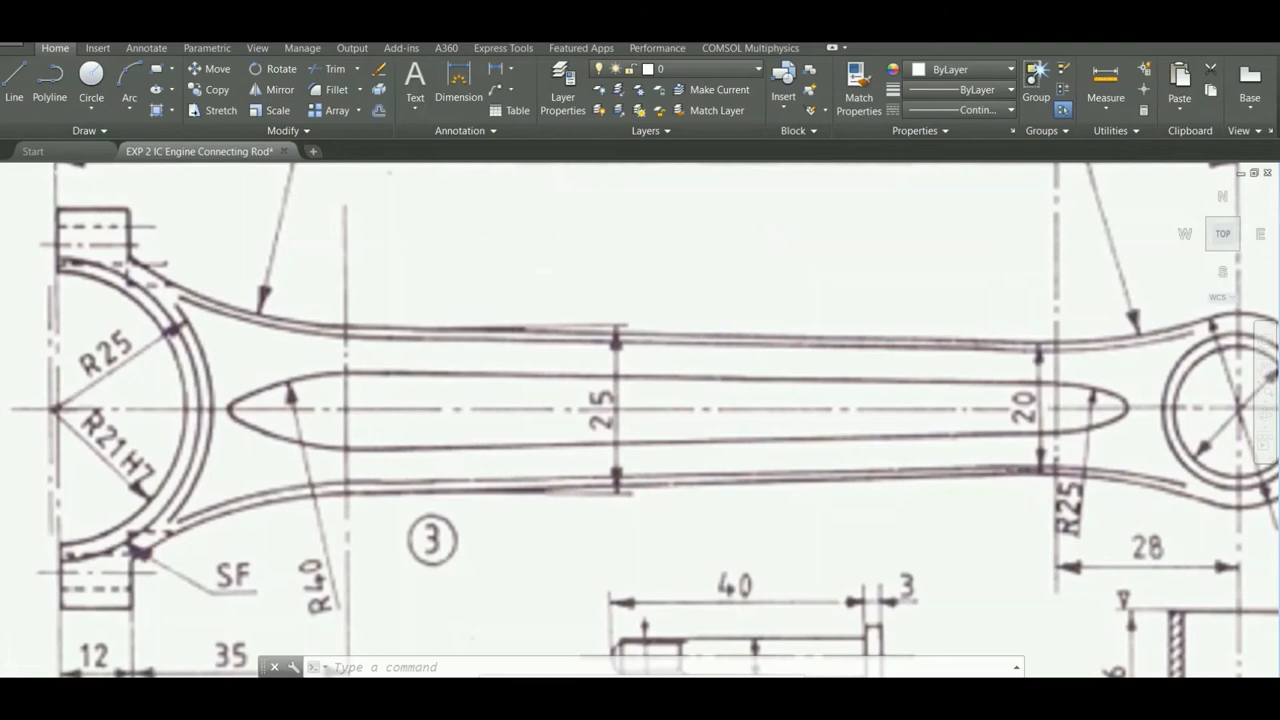 Home Insert Annotate Parametric View Manage Output Add-ins A360 Express Tools Featured Apps Performance COMSOL Multiphysics
Line Polyline Circle Arc Move Rotate Trim Text Dimension Layer Properties 0 Insert Match Properties ByLayer Group Measure Paste Base
Copy Mirror Fillet Make Current ByLayer
Stretch Scale Array Table Match Layer Contin...
Draw Modify Annotation Layers Block Properties Groups Utilities Clipboard View
Start EXP 2 IC Engine Connecting Rod*
N
W TOP E
S
WCS
R25
R21H7
25
20
R25
R40
3
SF
28
40 3
12 35
Type a command